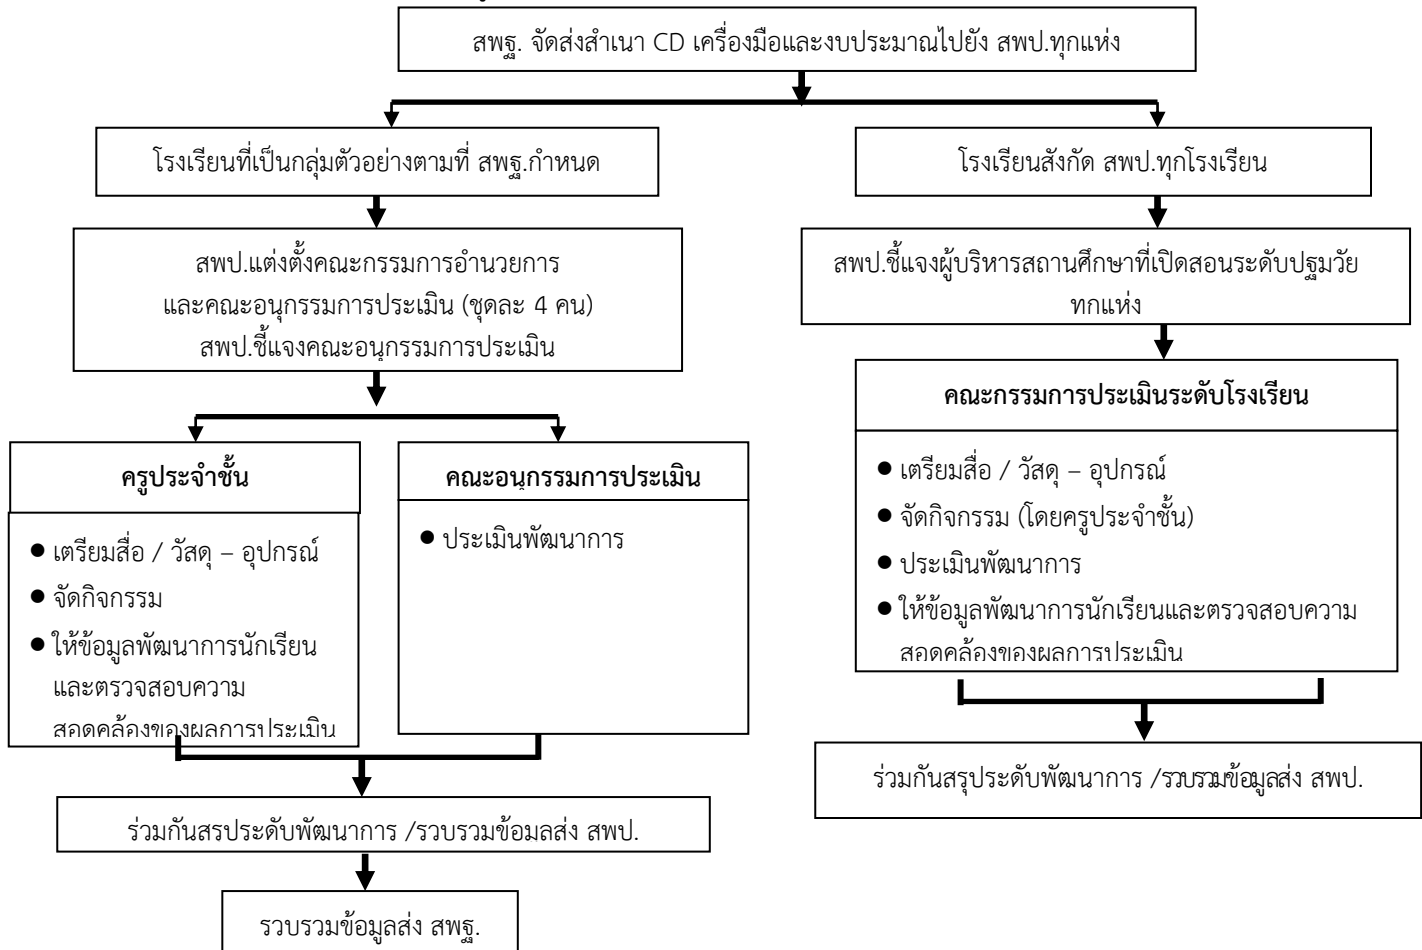 สพฐ. จัดส่งสำเนา CD เครื่องมือและงบประมาณไปยัง สพป.ทุกแห่ง
โรงเรียนที่เป็นกลุ่มตัวอย่างตามที่ สพฐ.กำหนด
สพป.แต่งตั้งคณะกรรมการอำนวยการ
และคณะอนุกรรมการประเมิน (ชุดละ 4 คน)
สพป.ชี้แจงคณะอนุกรรมการประเมิน
ครูประจำชั้น
● เตรียมสื่อ / วัสดุ – อุปกรณ์
● จัดกิจกรรม
● ให้ข้อมูลพัฒนาการนักเรียน
และตรวจสอบความ
สอดคล้องของผลการประเมิน
คณะอนุกรรมการประเมิน
● ประเมินพัฒนาการ
ร่วมกันสรุประดับพัฒนาการ /รวบรวมข้อมูลส่ง สพป.
รวบรวมข้อมูลส่ง สพฐ.
โรงเรียนสังกัด สพป.ทุกโรงเรียน
สพป.ชี้แจงผู้บริหารสถานศึกษาที่เปิดสอนระดับปฐมวัย
ทุกแห่ง
คณะกรรมการประเมินระดับโรงเรียน
● เตรียมสื่อ / วัสดุ – อุปกรณ์
● จัดกิจกรรม (โดยครูประจำชั้น)
● ประเมินพัฒนาการ
● ให้ข้อมูลพัฒนาการนักเรียนและตรวจสอบความ
สอดคล้องของผลการประเมิน
ร่วมกันสรุประดับพัฒนาการ /รวบรวมข้อมูลส่ง สพป.